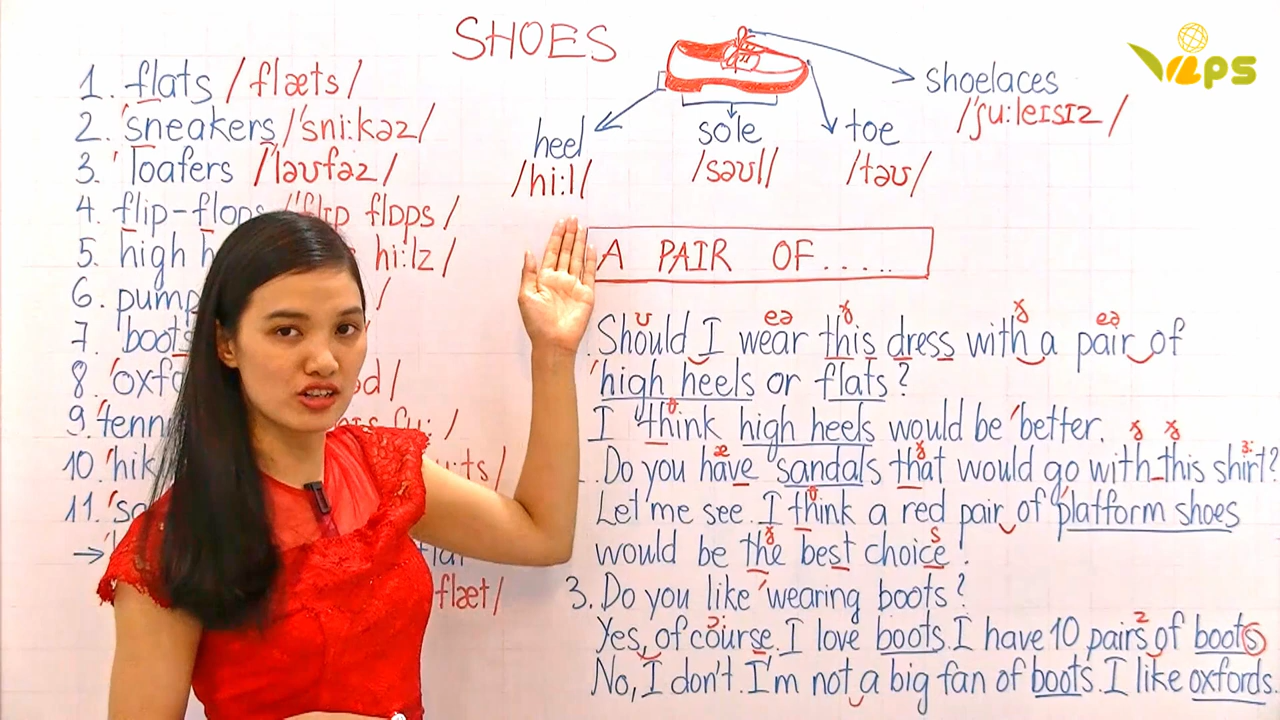 SHOES
VLPS
1. flats /flæts/
2. 'sneakers /'sni:kəz/
3. 'loafers /'ləʊfəz/
4. flip-flops /'flɪp flɒps/
5. high hi:lz/
6. pump /
7. 'boots
8. 'oxfo d/
9. 'tenn ɪs ʃu: /
10. 'hik u:ts/
11. 'sa
→
flæt/
shoelaces
/'ʃu:leɪsɪz/
heel
/hi:l/
sole
/səʊl/
toe
/təʊ/
A PAIR OF.....
Should I wear this dress with a pair of
'high heels or flats?
I think high heels would be 'better.
Do you have 'sandals that would go with this shirt?
Let me see. I think a red pair of 'platform shoes
would be the best choice!
3. Do you like 'wearing boots?
Yes, of course. I love boots. I have 10 pairs of boots
No, I don't. I'm not a big fan of boots. I like oxfords.